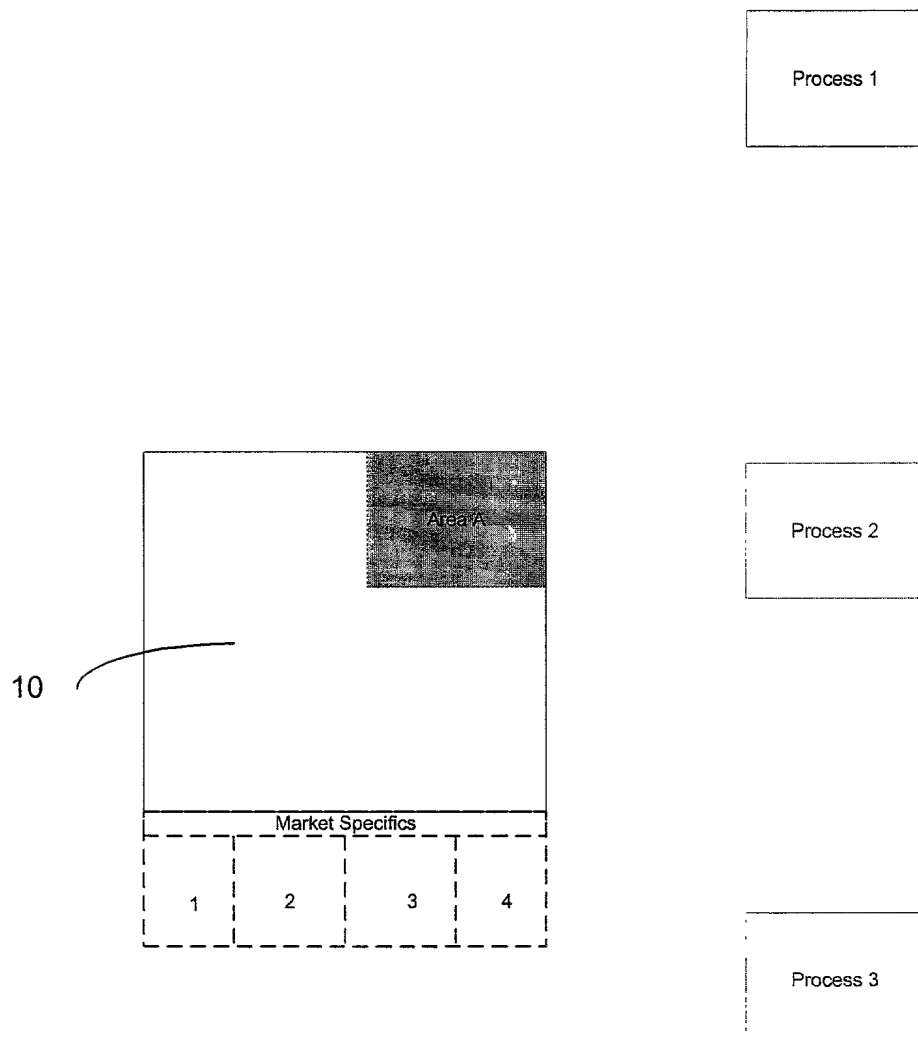 Process 1
Area A
Process 2
10
Market Specifics
1 2 3 4
Process 3